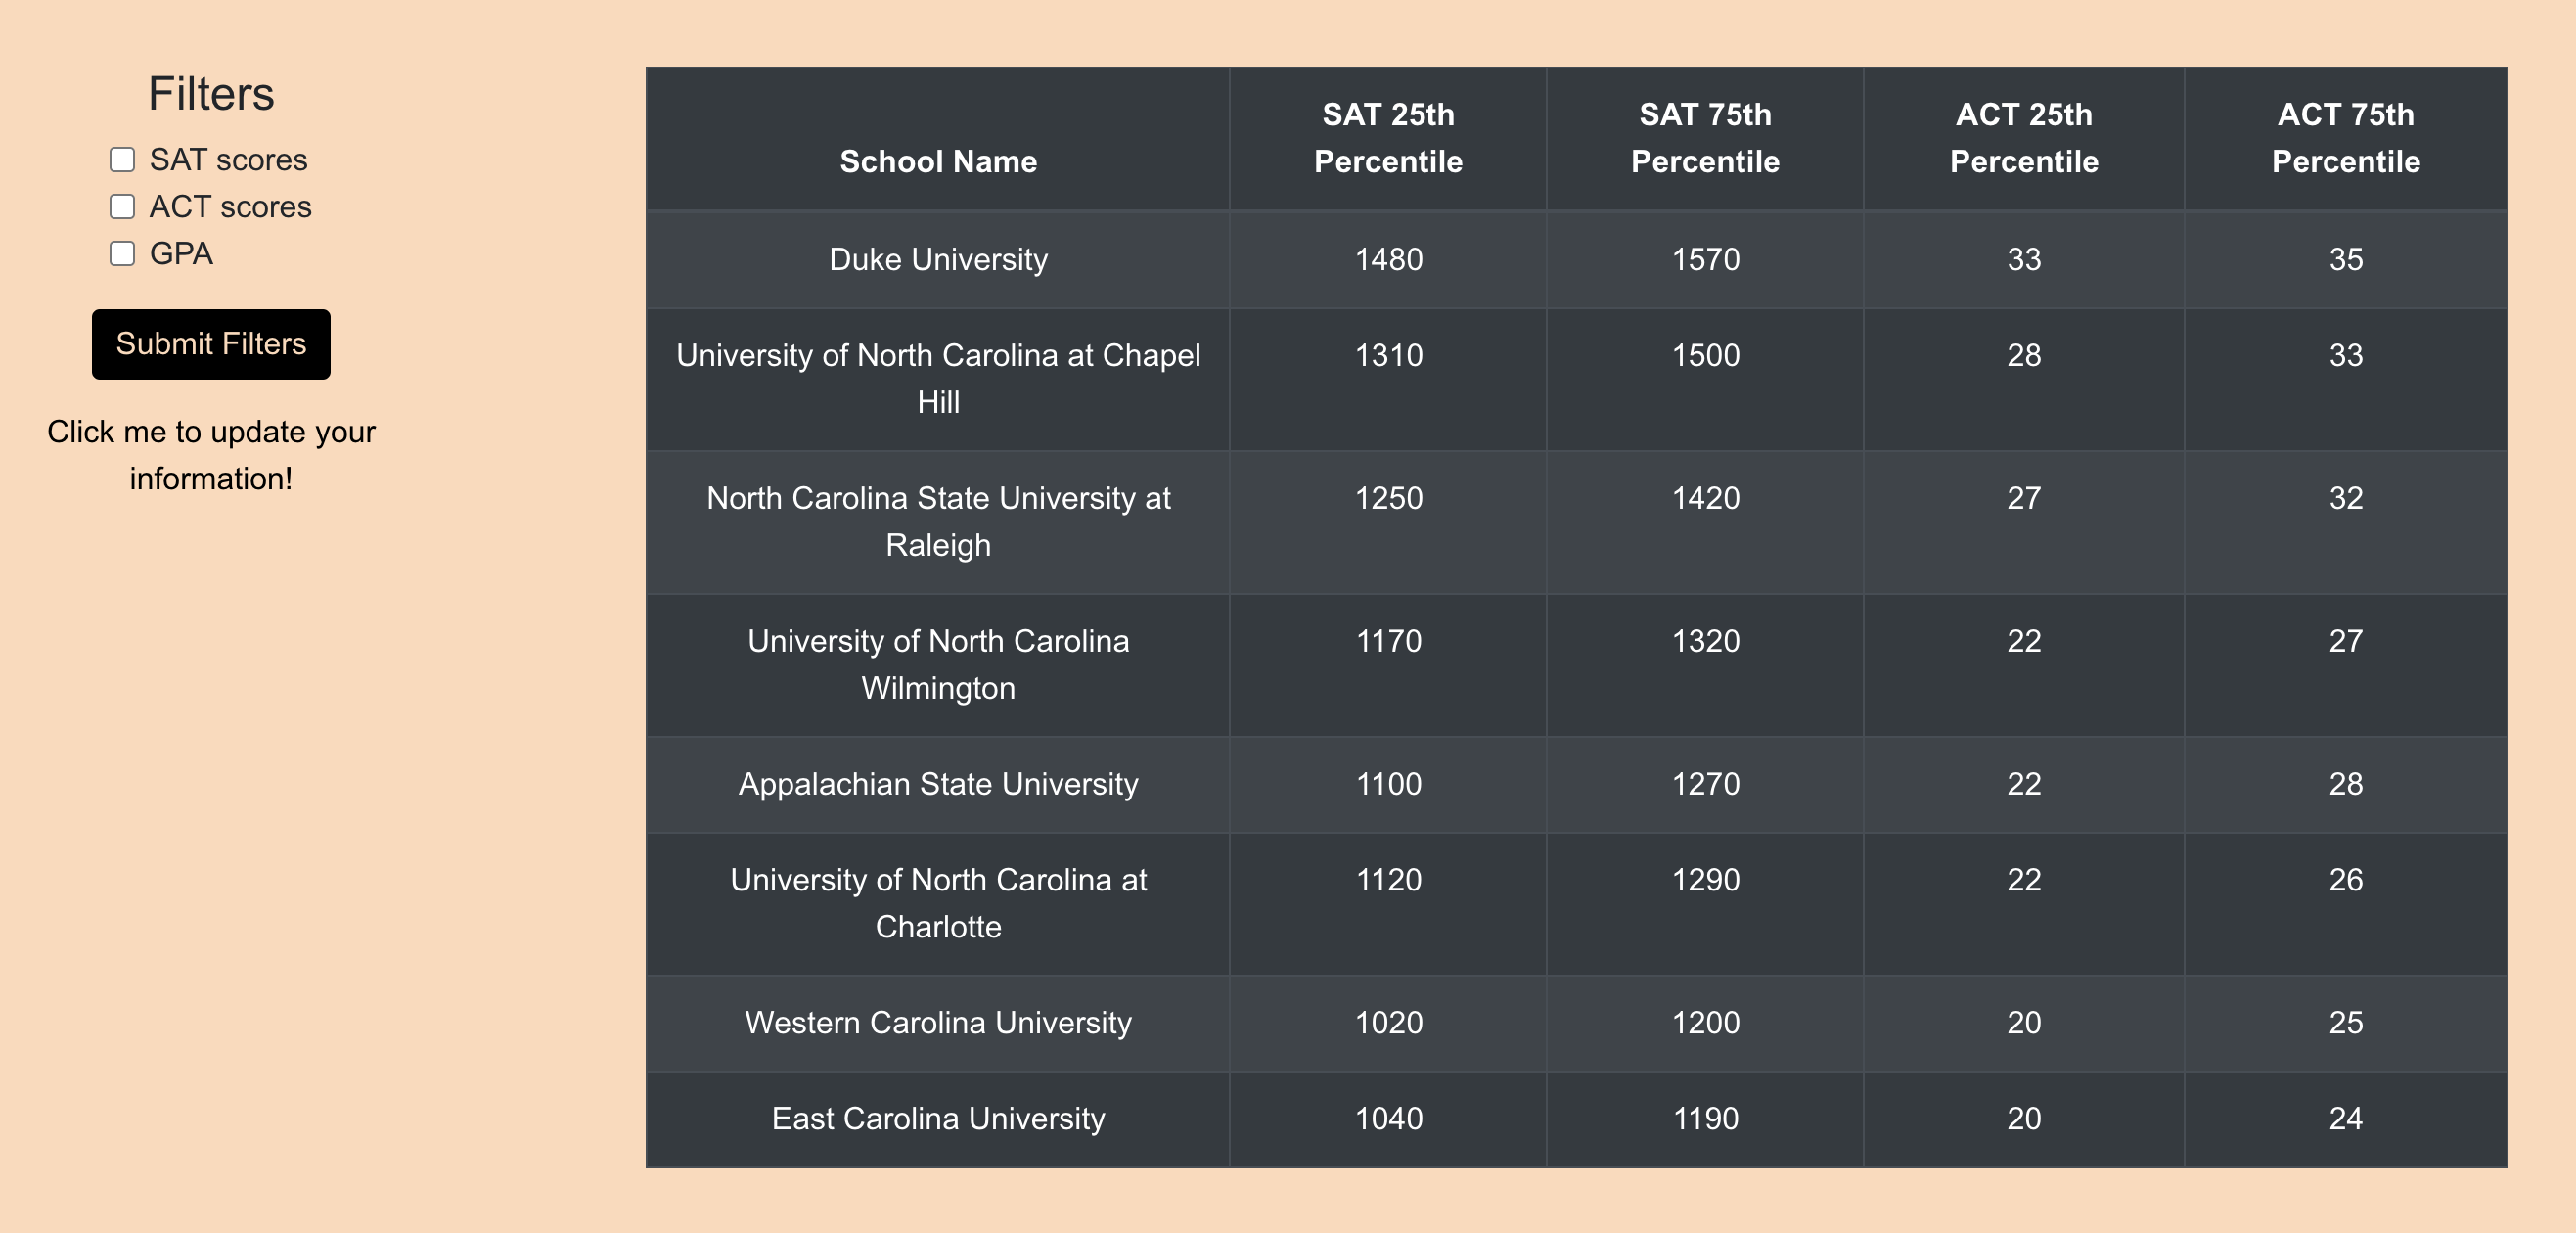 Filters
SAT scores
ACT scores
GPA
Submit Filters
Click me to update your
information!
School Name
SAT 25th
Percentile
SAT 75th
Percentile
ACT 25th
Percentile
ACT 75th
Percentile
Duke University 1480 1570 33 35
University of North Carolina at Chapel
Hill
1310 1500 28 33
North Carolina State University at
Raleigh
1250 1420 27 32
University of North Carolina
Wilmington
1170 1320 22 27
Appalachian State University 1100 1270 22 28
University of North Carolina at
Charlotte
1120 1290 22 26
Western Carolina University 1020 1200 20 25
East Carolina University 1040 1190 20 24